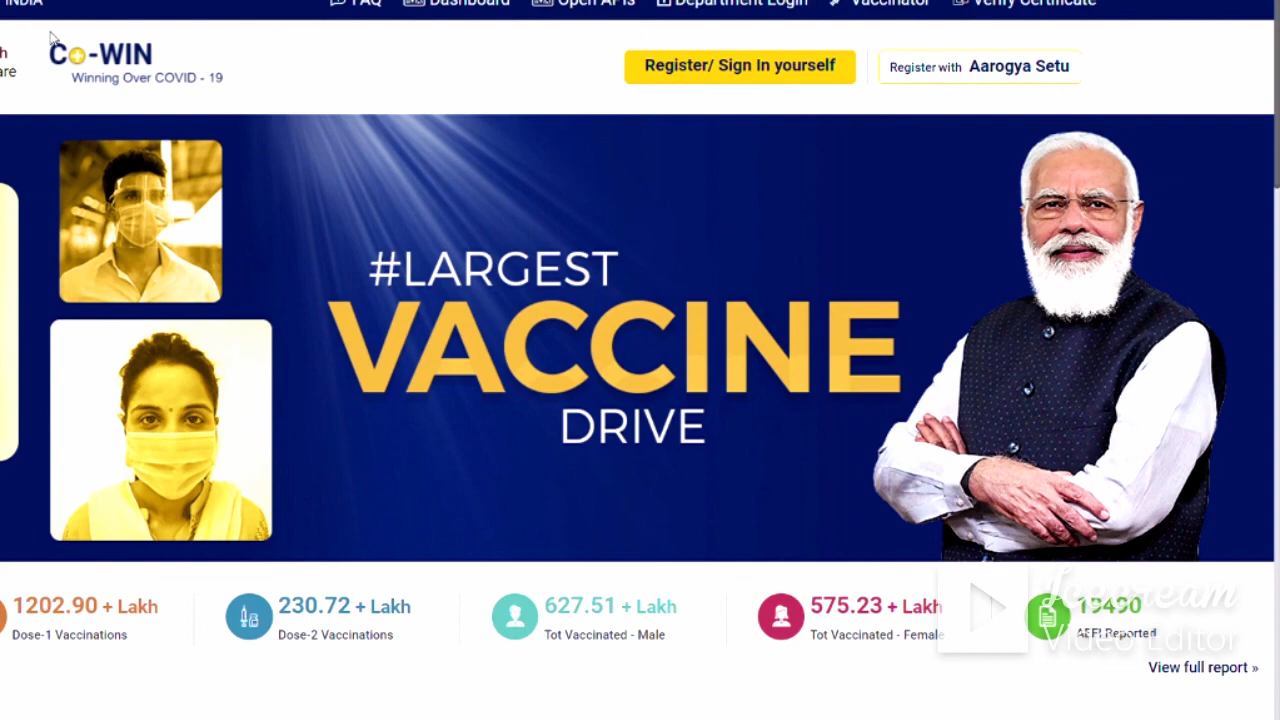 INDIA
FAQ
Dashboard
Open APIs
Department Login
Vaccinator
Verify Certificate
Co-WIN
Winning Over COVID - 19
are
Register/ Sign In yourself
Register with Aarogya Setu
#LARGEST
VACCINE
DRIVE
1202.90 + Lakh
Dose-1 Vaccinations
230.72 + Lakh
Dose-2 Vaccinations
627.51 + Lakh
Tot Vaccinated - Male
575.23 + Lakh
Tot Vaccinated - Female
AEFI Reported
Icecream
Video Editor
View full report »